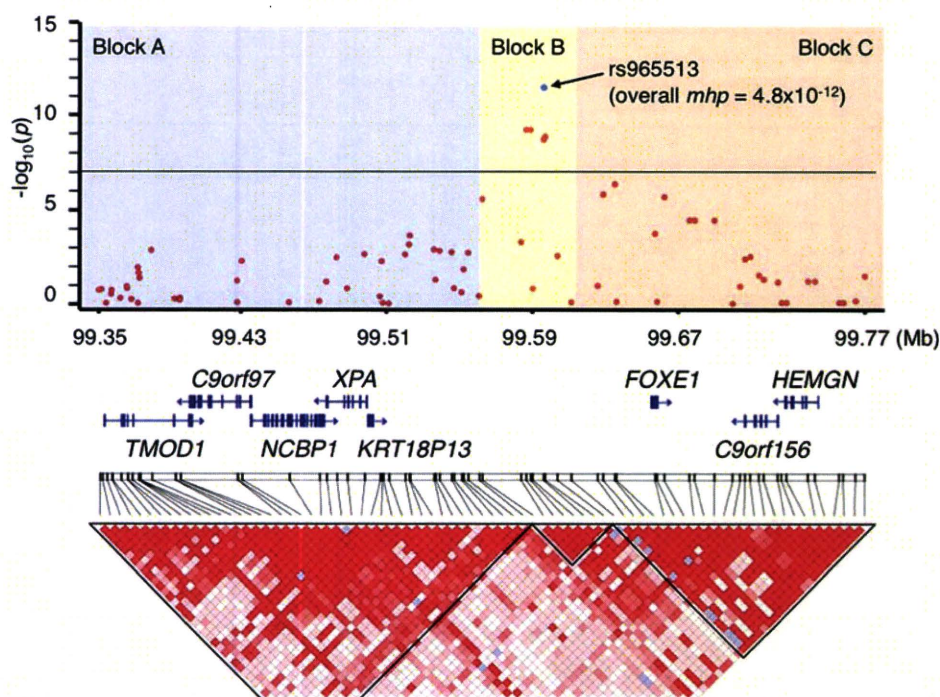 15
Block A
Block B
Block C
rs965513
(overall mhp = 4.8x10-12)
10
-log10(p)
5
0
99.35
99.43
99.51
99.59
99.67
99.77 (Mb)
C9orf97
XPA
FOXE1
HEMGN
TMOD1
NCBP1
KRT18P13
C9orf156